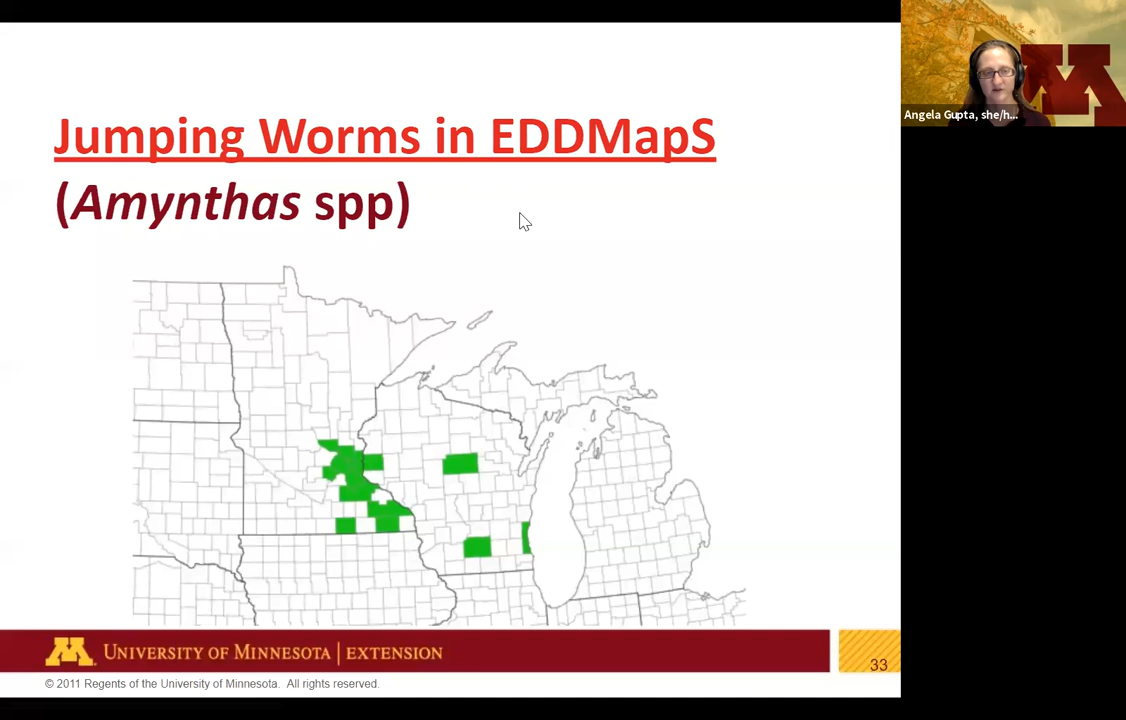 Jumping Worms in EDDMapS
(Amynthas spp)
Angela Gupta, she/h...
UNIVERSITY OF MINNESOTA | EXTENSION
33
© 2011 Regents of the University of Minnesota. All rights reserved.